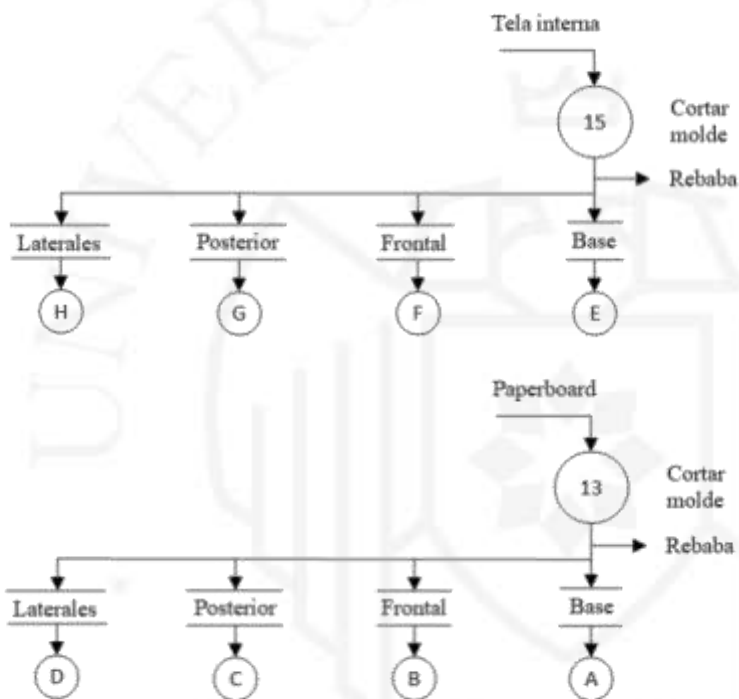 Tela interna
15
Cortar
molde
Rebaba
Laterales
Posterior
Frontal
Base
H
G
F
E
Paperboard
13
Cortar
molde
Rebaba
Laterales
Posterior
Frontal
Base
D
C
B
A